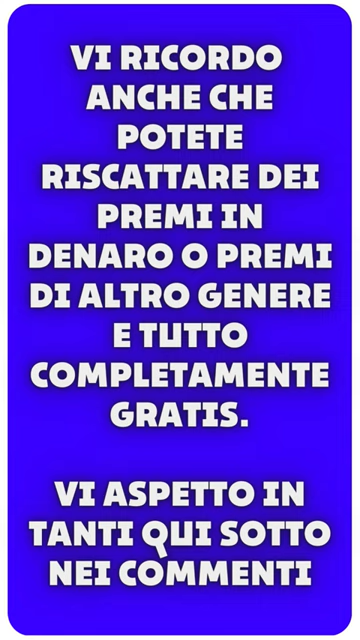 VI RICORDO
ANCHE CHE
POTETE
RISCATTARE DEI
PREMI IN
DENARO O PREMI
DI ALTRO GENERE
E TUTTO
COMPLETAMENTE
GRATIS.
VI ASPETTO IN
TANTI QUI SOTTO
NEI COMMENTI